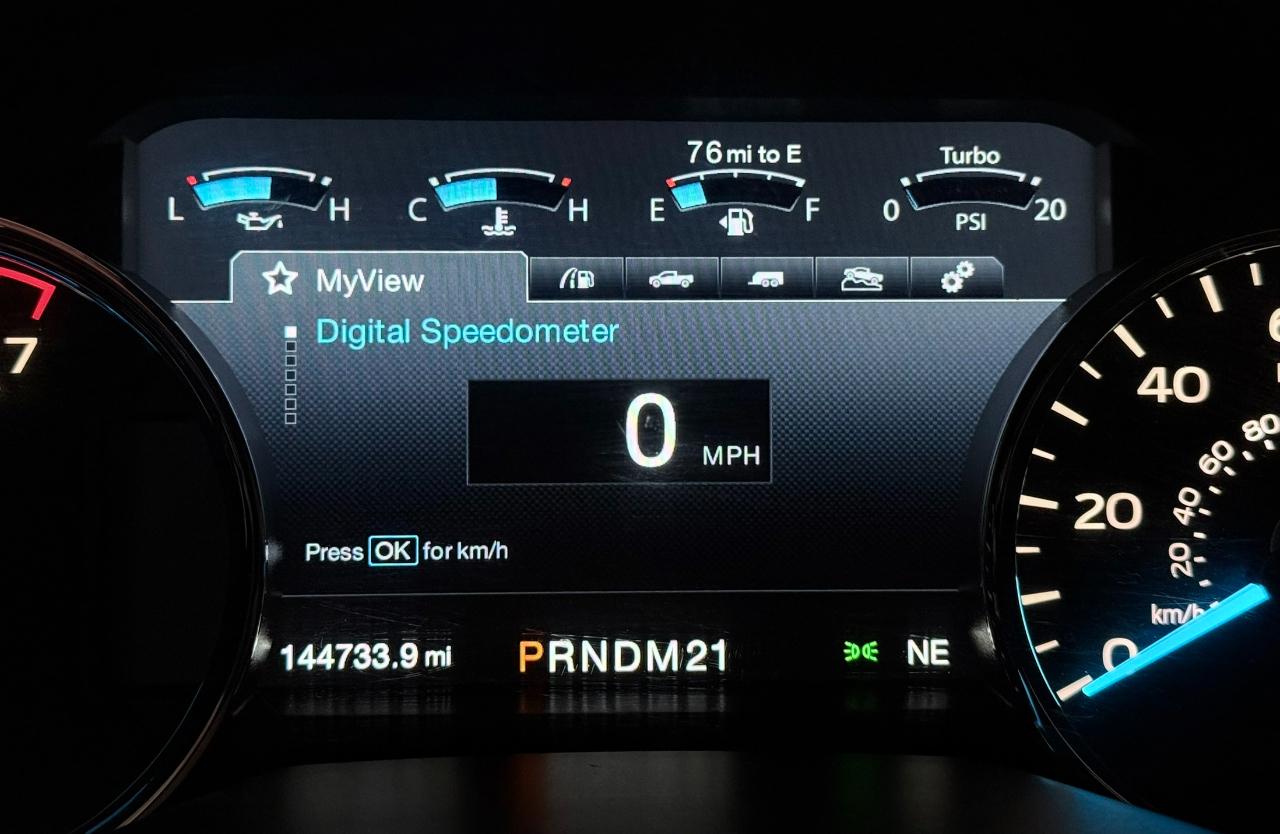 76 mi to E
Turbo
L H
C H
E F
0 20
PSI
MyView
Digital Speedometer
0 MPH
Press OK for km/h
144733.9 mi
PRNDM21
NE
7
40
20
0
80
60
40
20
km/h